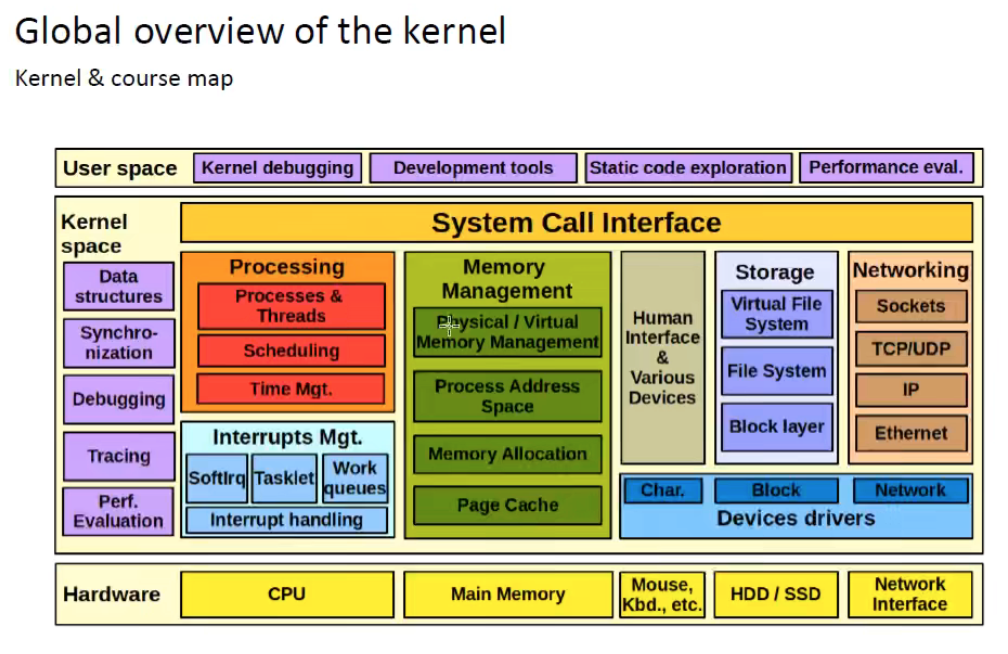 Global overview of the kernel
Kernel & course map
User space
Kernel debugging
Development tools
Static code exploration
Performance eval.
Kernel
space
System Call Interface
Data
structures
Synchro-
nization
Debugging
Tracing
Perf.
Evaluation
Processing
Processes &
Threads
Scheduling
Time Mgt.
Interrupts Mgt.
SoftIrq
Tasklet
Work
queues
Interrupt handling
Memory
Management
Physical / Virtual
Memory Management
Process Address
Space
Memory Allocation
Page Cache
Human
Interface
&
Various
Devices
Storage
Virtual File
System
File System
Block layer
Networking
Sockets
TCP/UDP
IP
Ethernet
Char.
Block
Network
Devices drivers
Hardware
CPU
Main Memory
Mouse,
Kbd., etc.
HDD / SSD
Network
Interface